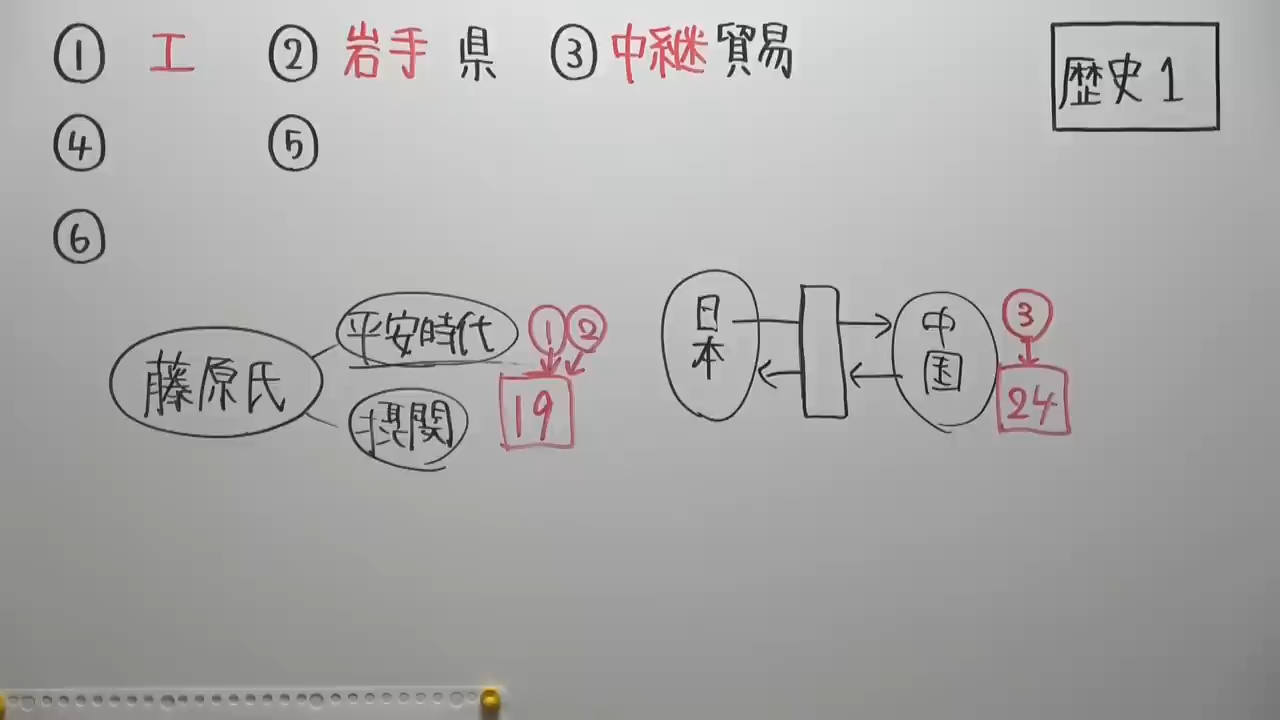 ① エ ② 岩手県 ③ 中継貿易
歴史1
④ ⑤
⑥
藤原氏
平安時代
摂関
① ②
19
日本
中国
③
24